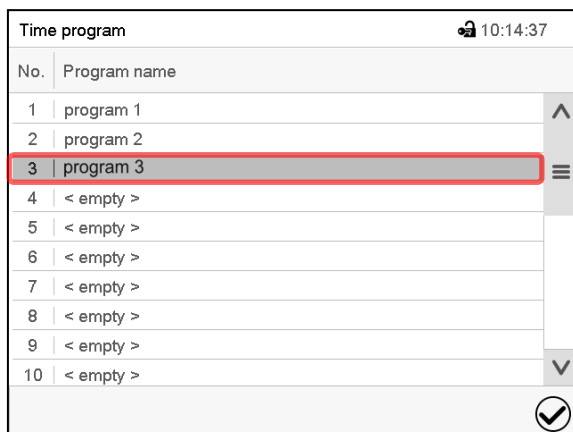 Time program 10:14:37
No. Program name
1 program 1
2 program 2
3 program 3
4 < empty >
5 < empty >
6 < empty >
7 < empty >
8 < empty >
9 < empty >
10 < empty >